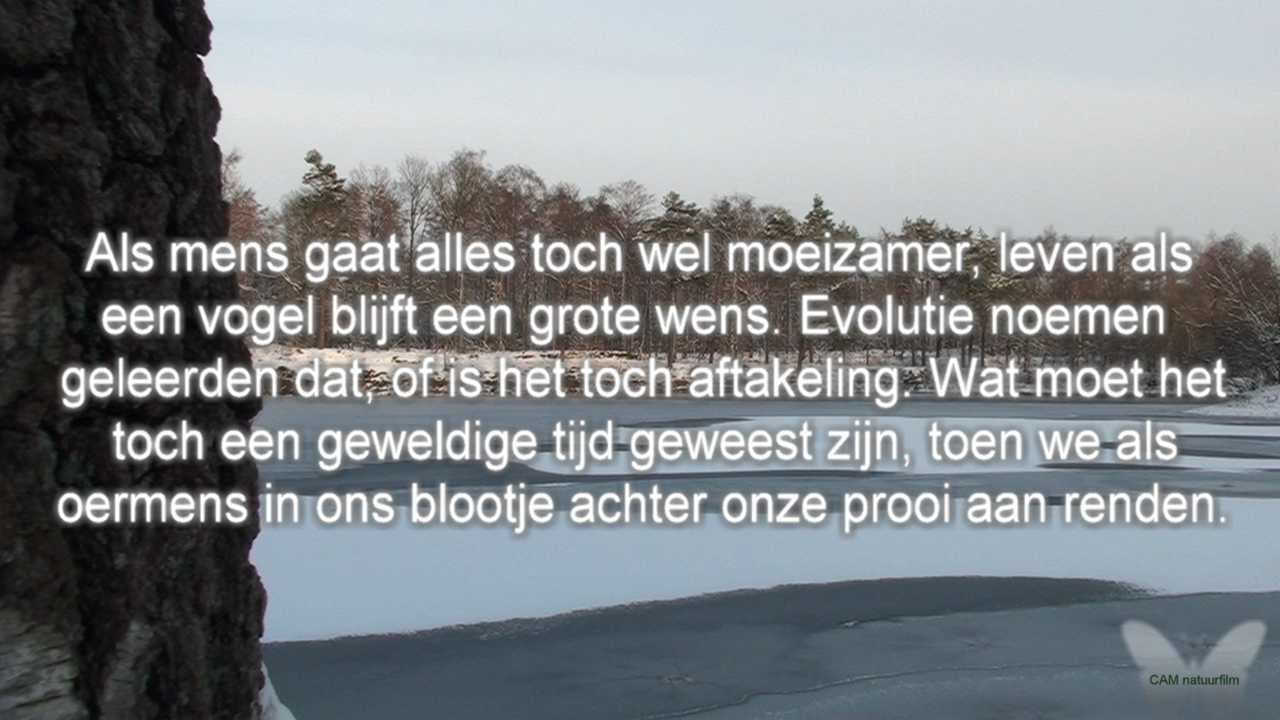 Als mens gaat alles toch wel moeizamer, leven als
een vogel blijft een grote wens. Evolutie noemen
geleerden dat, of is het toch aftakeling. Wat moet het
toch een geweldige tijd geweest zijn, toen we als
oermens in ons blootje achter onze prooi aan renden.
CAM natuurfilm